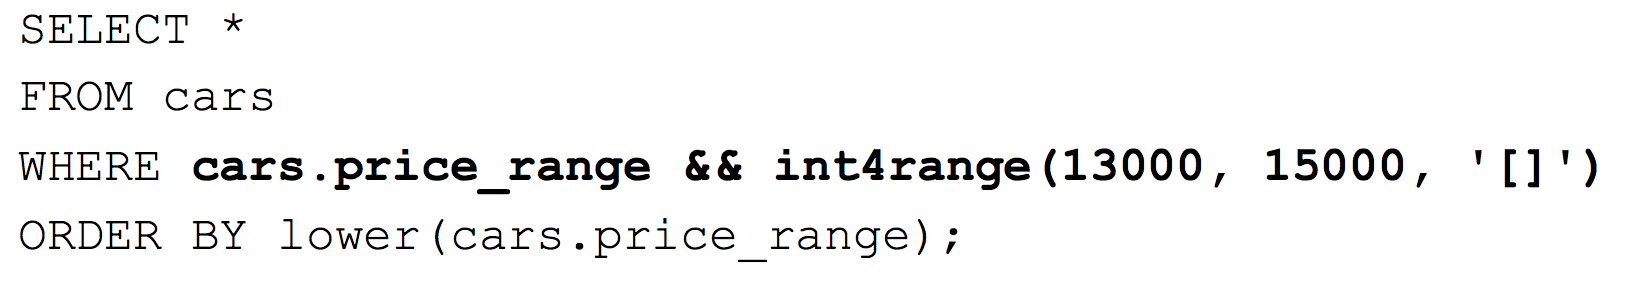 SELECT *
FROM cars
WHERE cars.price_range && int4range(13000, 15000, '[]')
ORDER BY lower(cars.price_range);